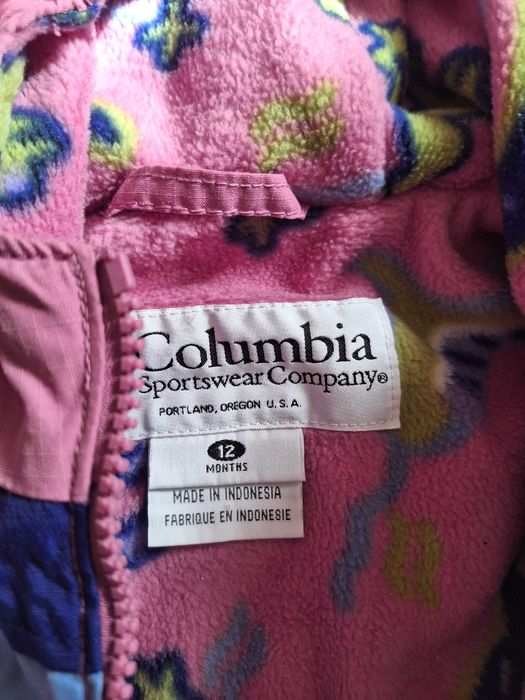 Columbia
Sportswear Company®
PORTLAND, OREGON U.S.A.
12
MONTHS
MADE IN INDONESIA
FABRIQUE EN INDONESIE